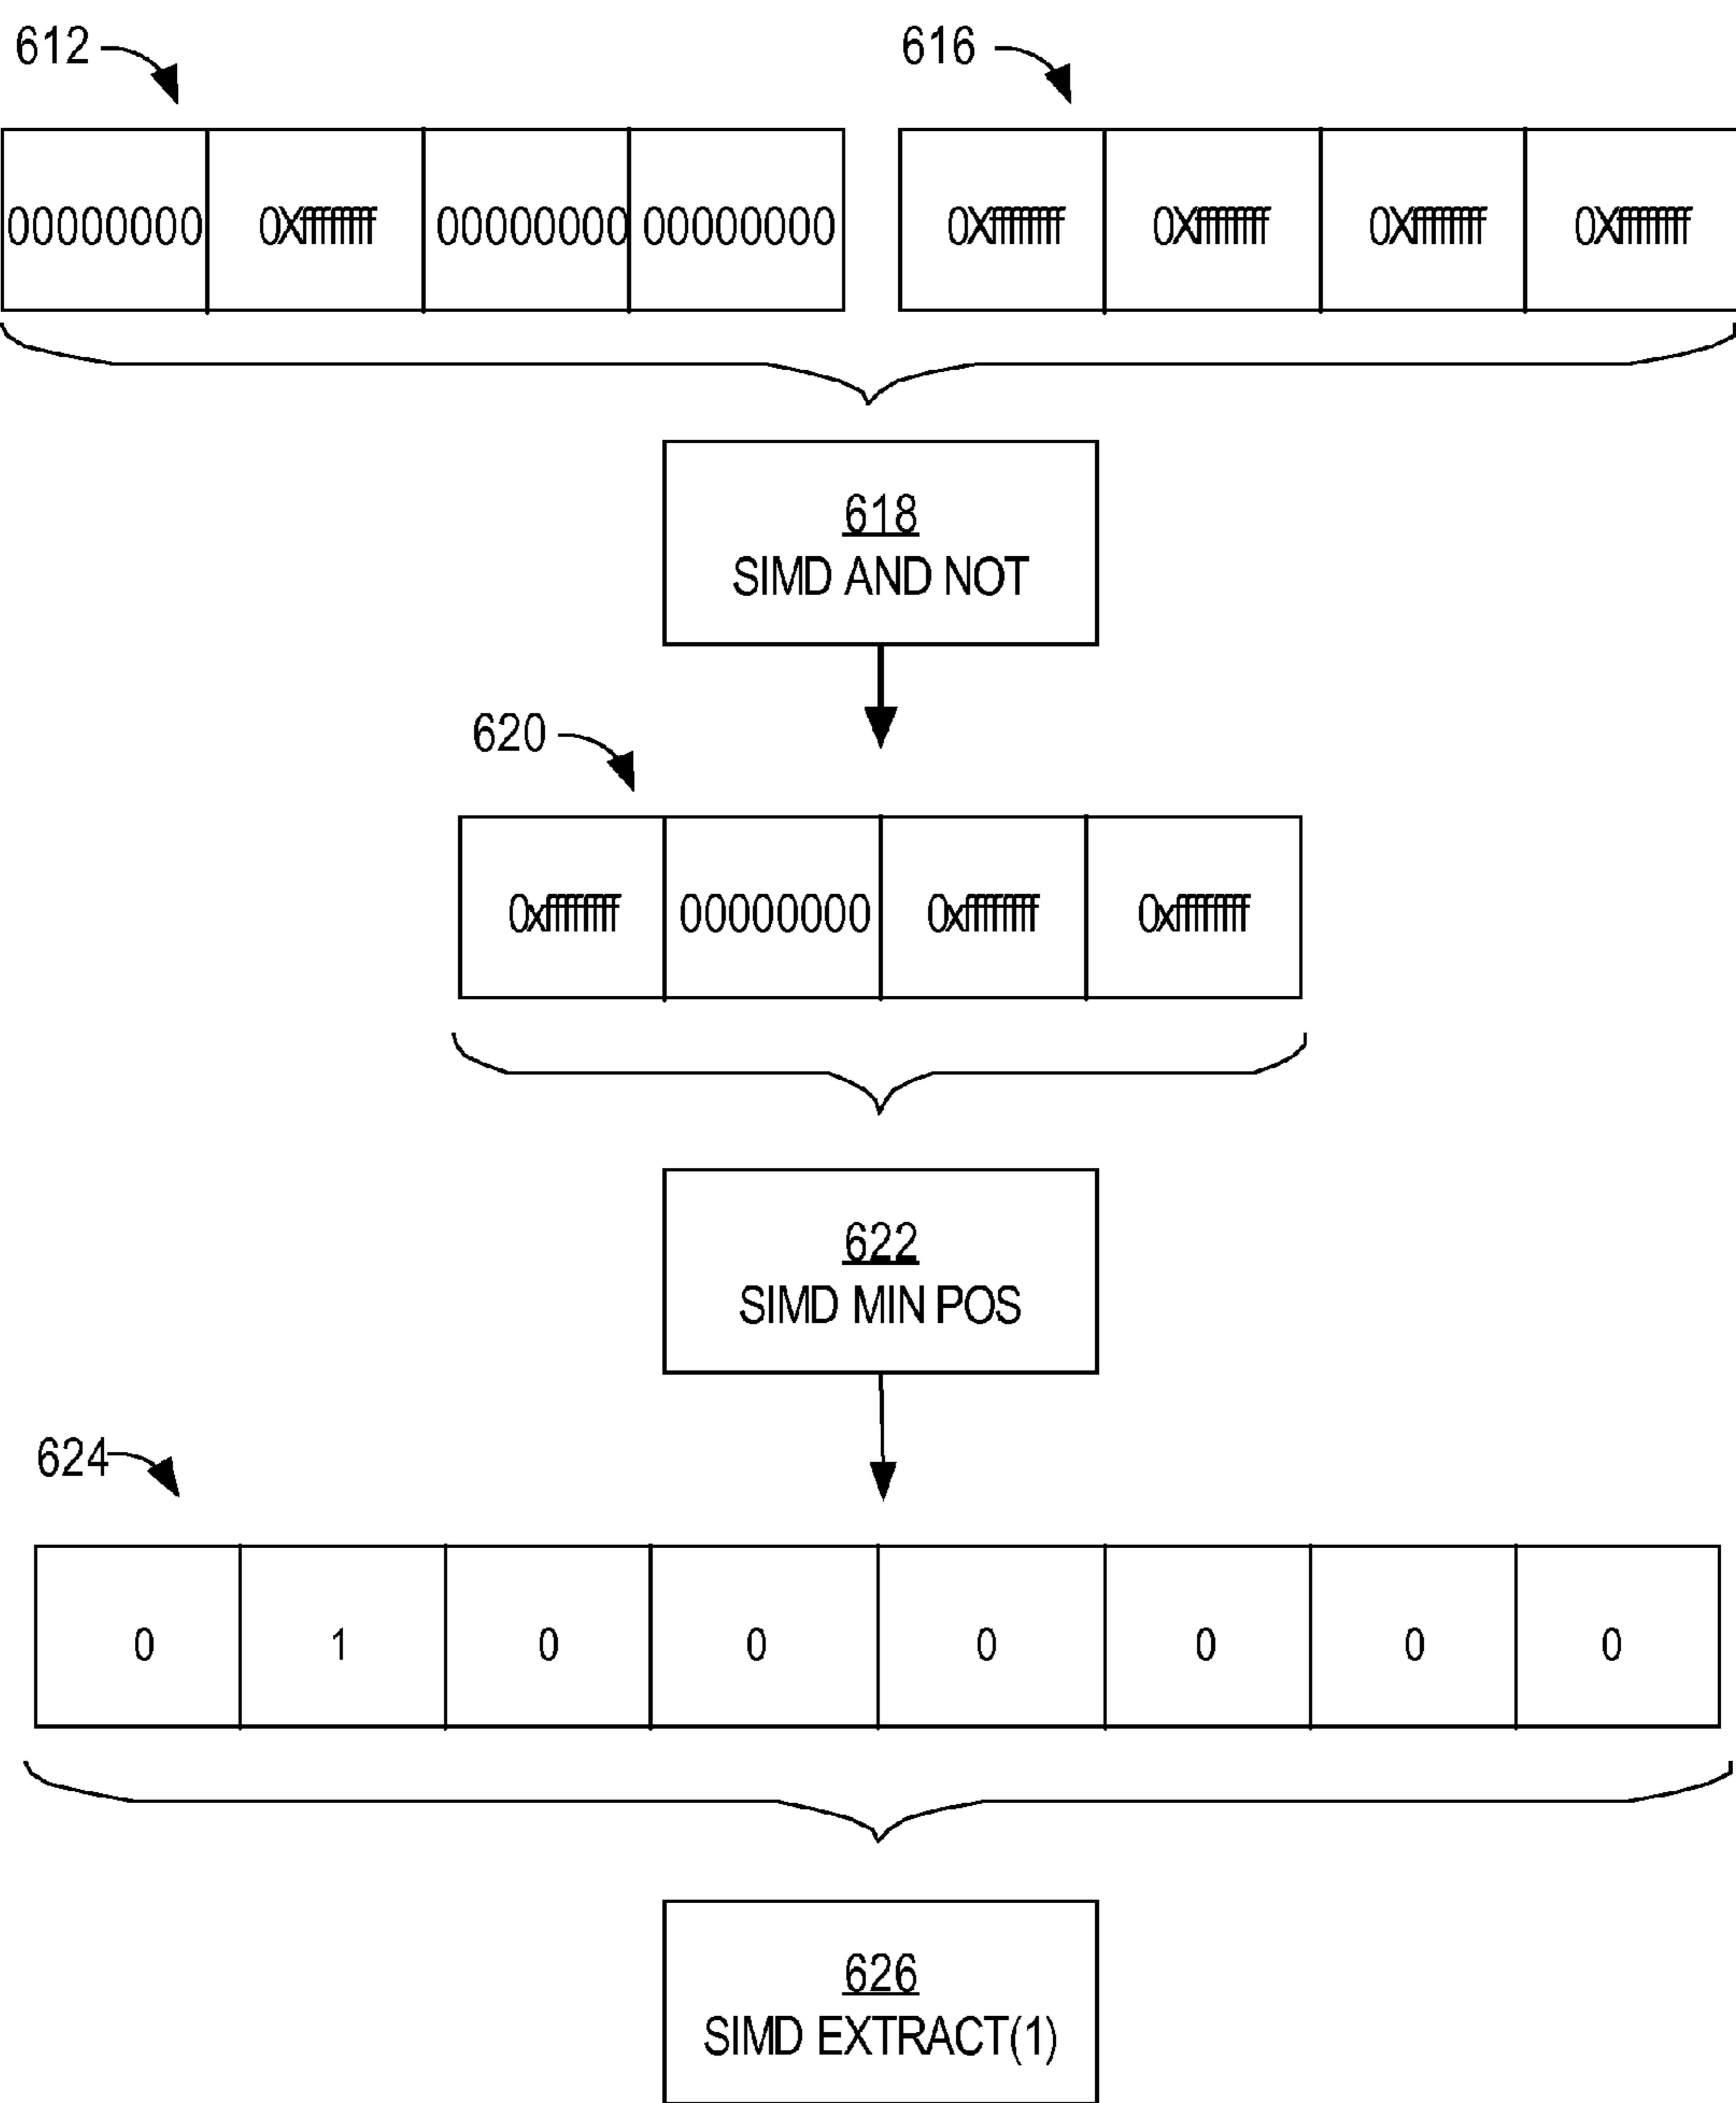 612
616
00000000 0Xffffffff 00000000 00000000 0Xffffffff 0Xffffffff 0Xffffffff 0Xffffffff
618
SIMD AND NOT
620
0xffffffff 00000000 0xffffffff 0xffffffff
622
SIMD MIN POS
624
0 1 0 0 0 0 0 0
626
SIMD EXTRACT(1)